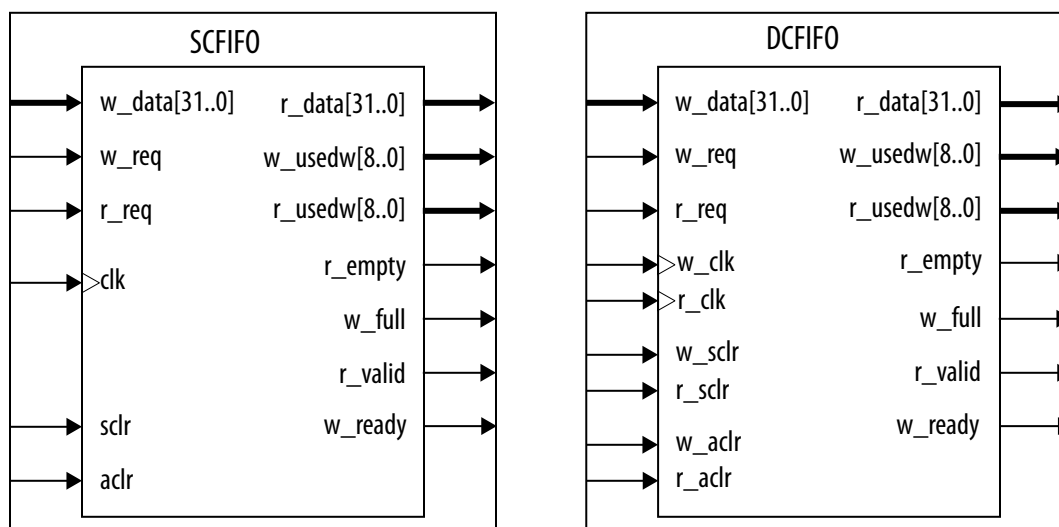 SCFIFO
w_data[31..0]
r_data[31..0]
w_req
w_usedw[8..0]
r_req
r_usedw[8..0]
r_empty
clk
w_full
r_valid
sclr
w_ready
aclr
DCFIFO
w_data[31..0]
r_data[31..0]
w_req
w_usedw[8..0]
r_req
r_usedw[8..0]
w_clk
r_empty
r_clk
w_full
w_sclr
r_valid
r_sclr
w_ready
w_aclr
r_aclr